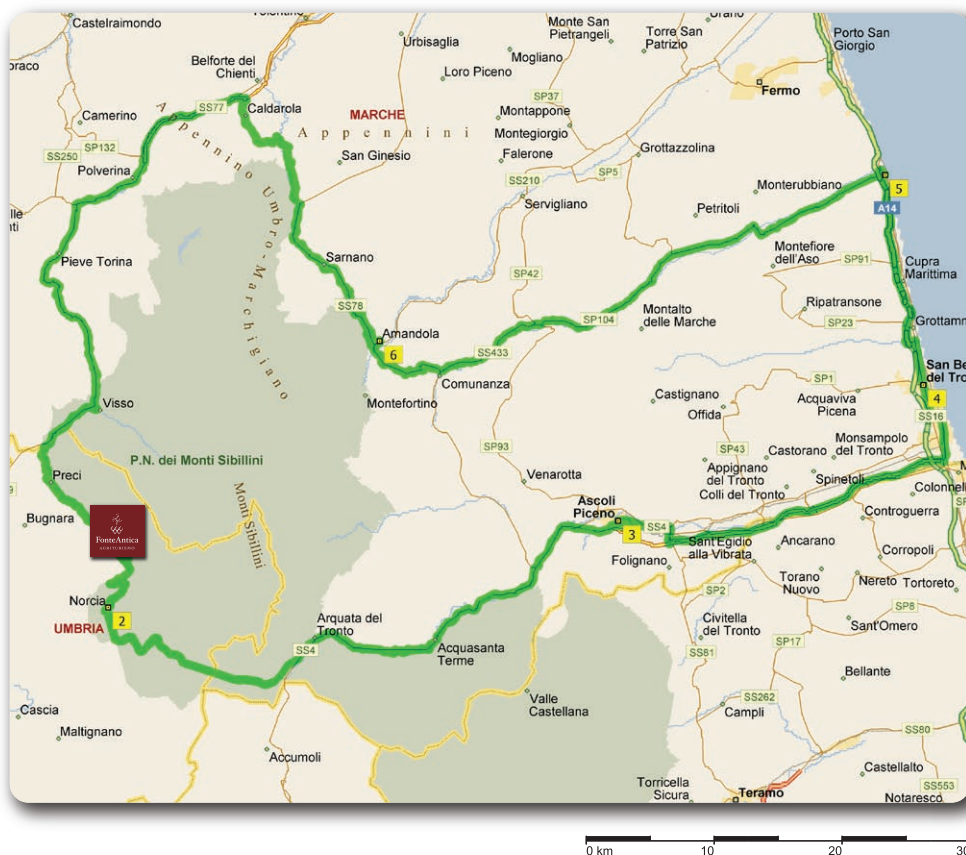 Castelraimondo
Urbisaglia
Monte San
Pietrangeli
Torre San
Patrizio
Porto San
Giorgio
Belforte del
Chienti
Mogliano
Loro Piceno
Fermo
SP37
SS77
Caldarola
Camerino
MARCHE
Montappone
Appennini
Montegiorgio
SP132
SS250
San Ginesio
Falerone
Grottazzolina
Polverina
SP5
SS210
Monterubbiano
5
Servigliano
Petritoli
A14
Appennino Umbro-Marchigiano
Montefiore
dell'Aso
SP91
Cupra
Marittima
Pieve Torina
Sarnano
SP42
SS78
Ripatransone
Montalto
delle Marche
SP104
SP23
Amandola
6
SS433
Comunanza
SP1
4
Castignano
Offida
Acquaviva
Picena
SS16
Visso
Montefortino
SP93
SP43
Monsampolo
del Tronto
Castorano
P.N. dei Monti Sibillini
Appignano
del Tronto
Venarotta
Preci
Spinetoli
Colli del Tronto
Monti Sibillini
Ascoli
Piceno
Controguerra
Bugnara
FonteAntica
AGRITURISMO
3
SS4
Sant'Egidio
alla Vibrata
Ancarano
Folignano
Corropoli
Torano
Nuovo
Nereto
Tortoreto
SP2
Norcia
2
UMBRIA
Arquata del
Tronto
Civitella
del Tronto
SP8
Sant'Omero
SP17
SS4
Acquasanta
Terme
SS81
Bellante
Valle
Castellana
SS262
Campli
Cascia
Maltignano
SS80
Accumoli
Castellalto
Torricella
Sicura
Teramo
SS553
Notaresco
0 km 10 20 30